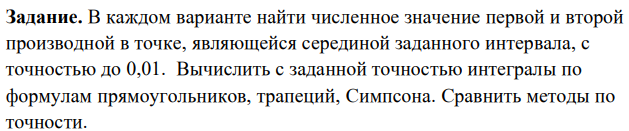 Задание. В каждом варианте найти численное значение первой и второй
производной в точке, являющейся серединой заданного интервала, с
точностью до 0,01. Вычислить с заданной точностью интегралы по
формулам прямоугольников, трапеций, Симпсона. Сравнить методы по
точности.